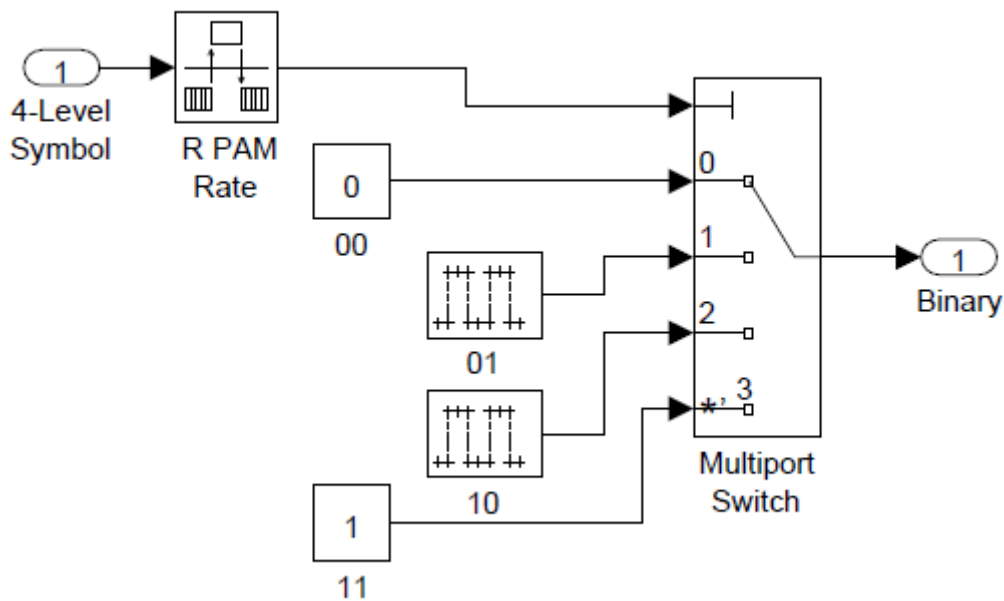 1
4-Level
Symbol
R PAM
Rate
0
00
01
10
1
11
0
1
2
*, 3
Multiport
Switch
1
Binary